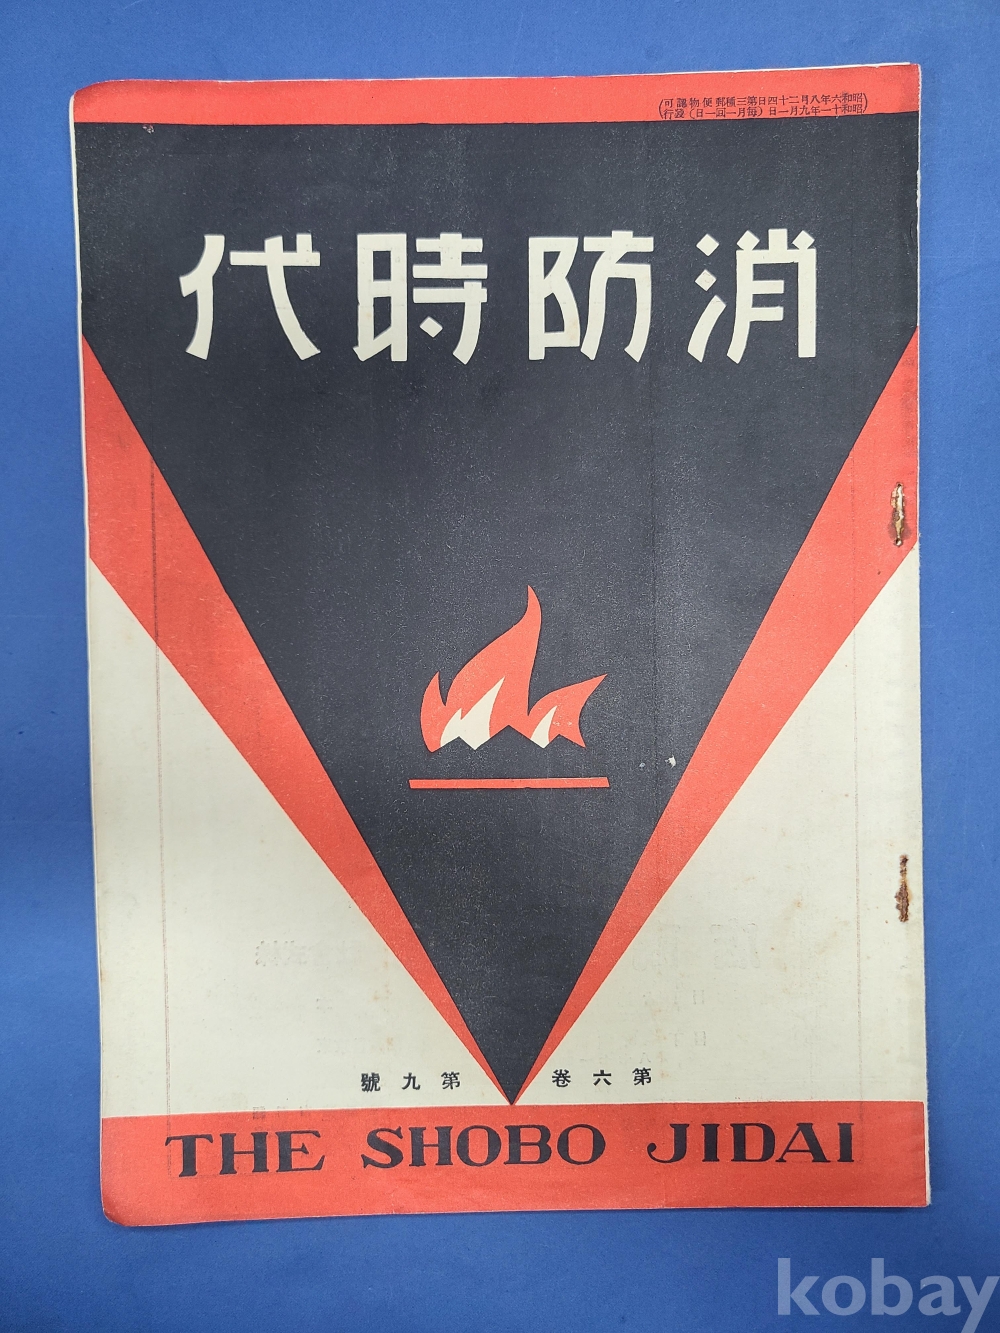 昭和六年八月二十四日第三種郵便物認可
昭和十一年九月一日(毎月一回一日)發行
消防時代
第六卷 第九號
THE SHOBO JIDAI
kobay